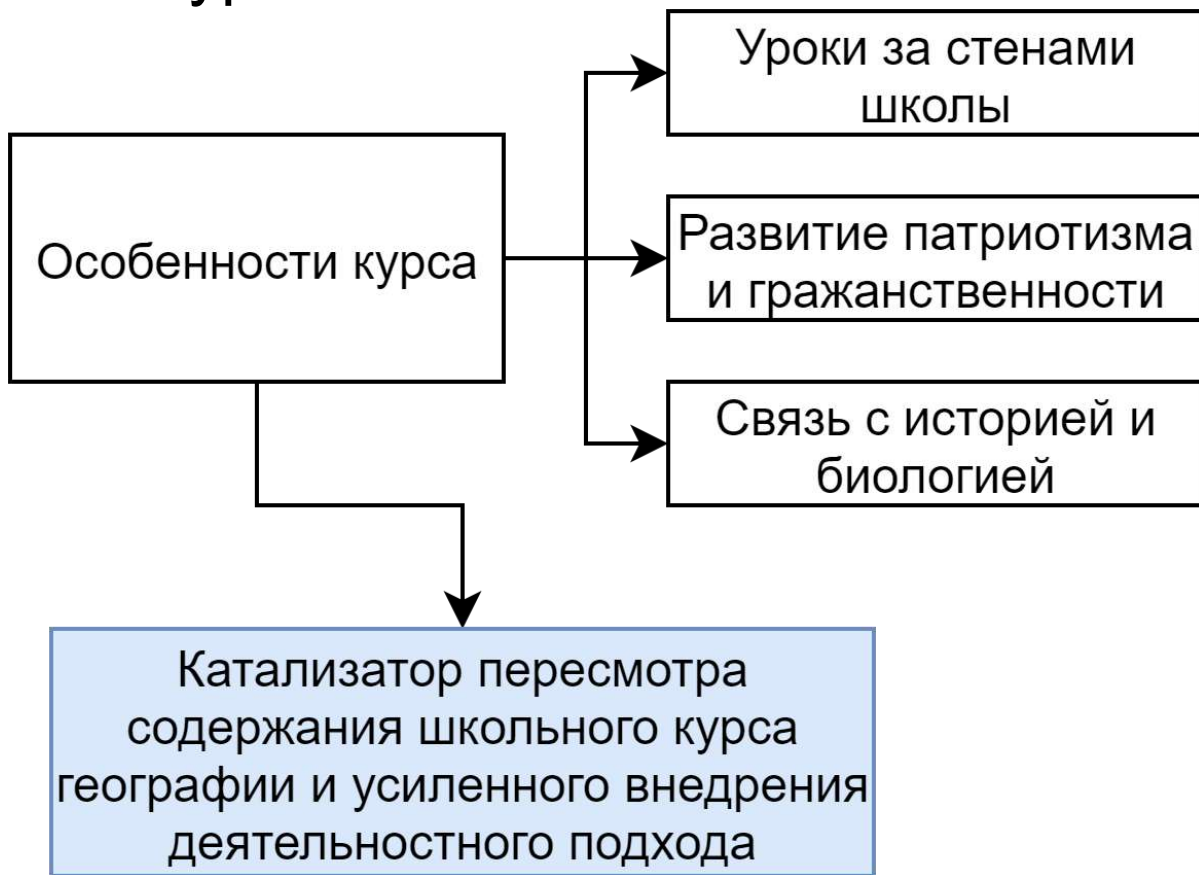 Уроки за стенами
школы
Особенности курса
Развитие патриотизма
и гражанственности
Связь с историей и
биологией
Катализатор пересмотра
содержания школьного курса
географии и усиленного внедрения
деятельностного подхода